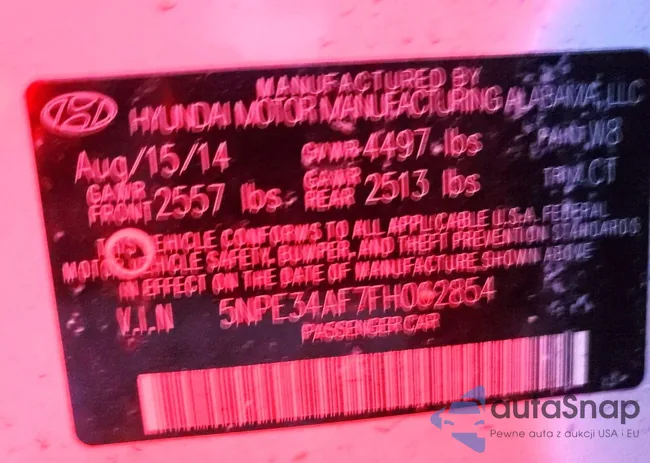 MANUFACTURED BY
HYUNDAI MOTOR MANUFACTURING ALABAMA, LLC
Aug/15/14 GVWR 4497 lbs PAINT W8
GAWR FRONT 2557 lbs GAWR REAR 2513 lbs TRIM CT
THIS VEHICLE CONFORMS TO ALL APPLICABLE U.S.A. FEDERAL
MOTOR VEHICLE SAFETY, BUMPER, AND THEFT PREVENTION STANDARDS
IN EFFECT ON THE DATE OF MANUFACTURE SHOWN ABOVE
V.I.N 5NPE34AF7FH062854
PASSENGER CAR
autaSnap
Pewne auta z aukcji USA i EU